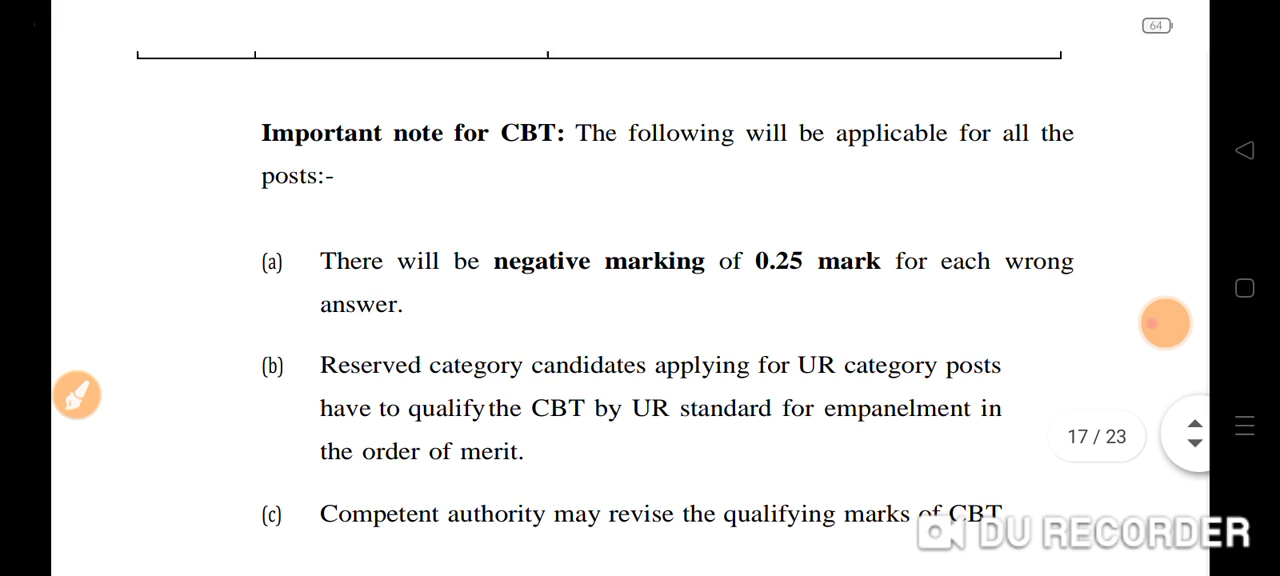 64
Important note for CBT: The following will be applicable for all the
posts:-
(a) There will be negative marking of 0.25 mark for each wrong
answer.
(b) Reserved category candidates applying for UR category posts
have to qualifythe CBT by UR standard for empanelment in
the order of merit.
17 / 23
(c) Competent authority may revise the qualifying marks of CBT
DU RECORDER